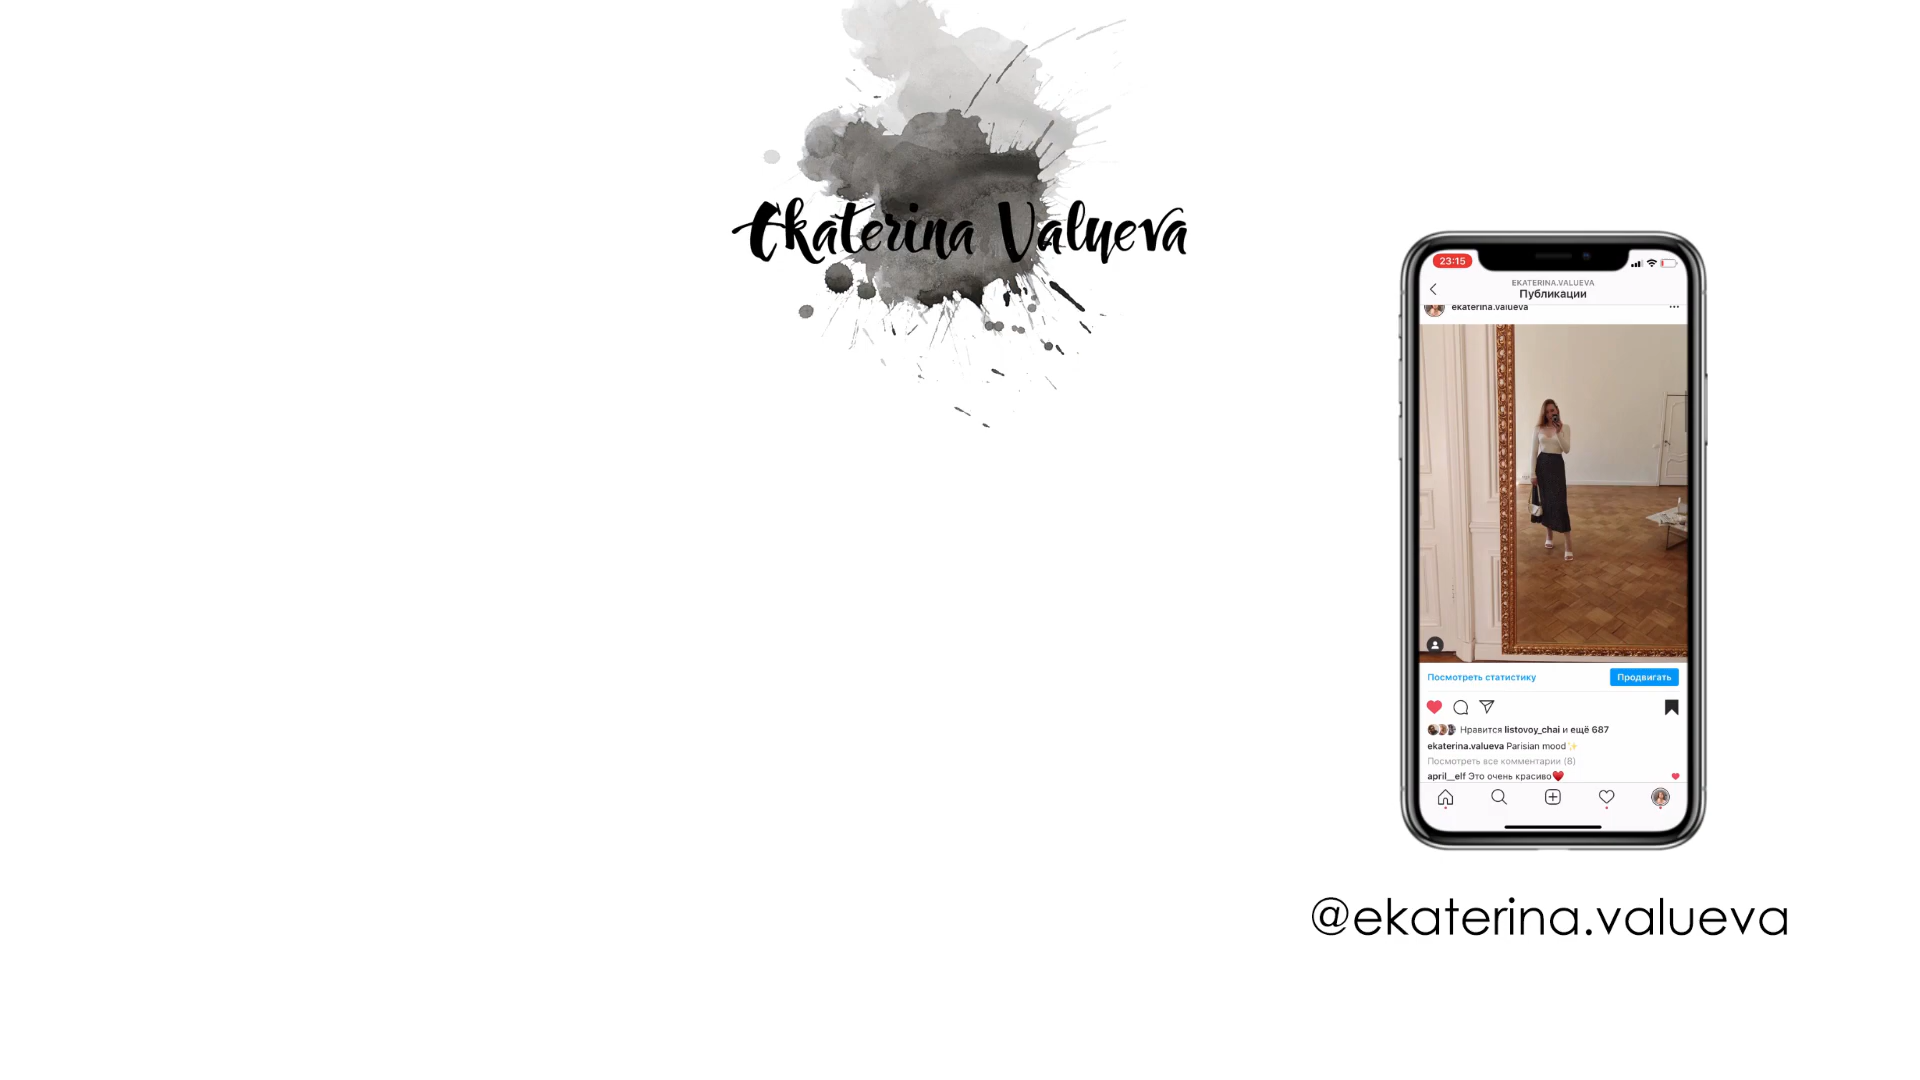 Ekaterina Valueva
23:15
EKATERINA.VALUEVA
Публикации
ekaterina.valueva
Посмотреть статистику
Продвигать
Нравится listovoy_chai и ещё 687
ekaterina.valueva Parisian mood✨
Посмотреть все комментарии (8)
april__elf Это очень красиво❤️
@ekaterina.valueva